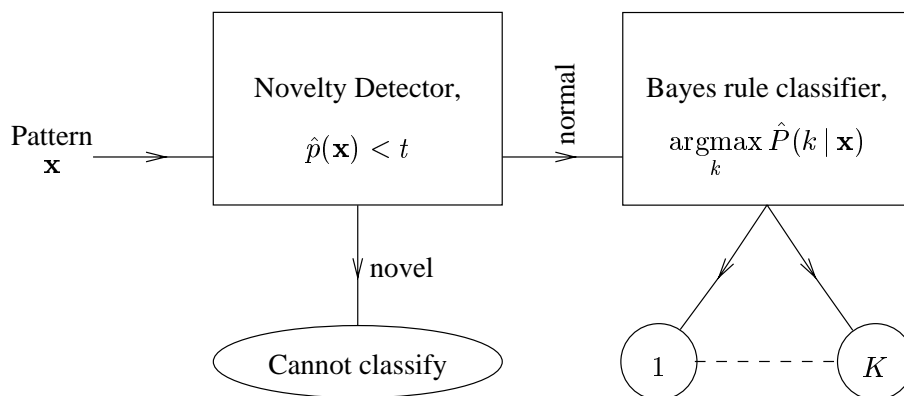 Pattern
x
Novelty Detector,
p̂(x) < t
normal
Bayes rule classifier,
argmax P̂(k | x)
k
novel
Cannot classify
1
K